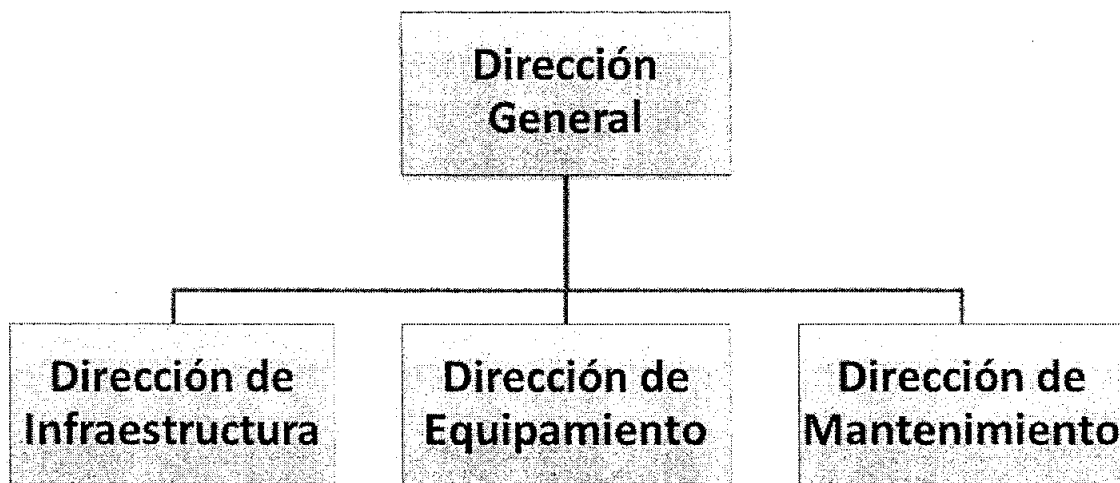 Dirección
General
Dirección de
Infraestructura
Dirección de
Equipamiento
Dirección de
Mantenimiento